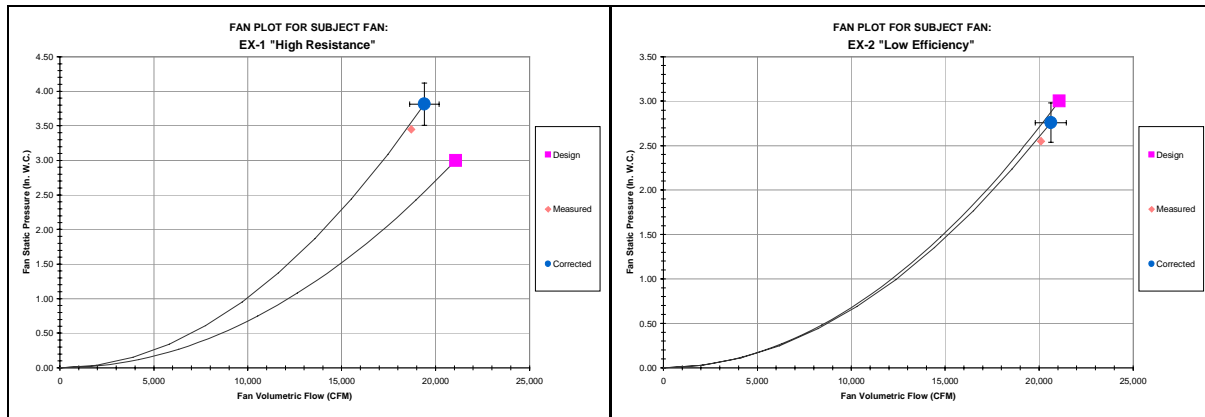 FAN PLOT FOR SUBJECT FAN:
EX-1 "High Resistance"
Fan Static Pressure (In. W.C.)
4.50
4.00
3.50
3.00
2.50
2.00
1.50
1.00
0.50
0.00
0 5,000 10,000 15,000 20,000 25,000
Fan Volumetric Flow (CFM)
Design
Measured
Corrected
FAN PLOT FOR SUBJECT FAN:
EX-2 "Low Efficiency"
Fan Static Pressure (In. W.C.)
3.50
3.00
2.50
2.00
1.50
1.00
0.50
0.00
0 5,000 10,000 15,000 20,000 25,000
Fan Volumetric Flow (CFM)
Design
Measured
Corrected